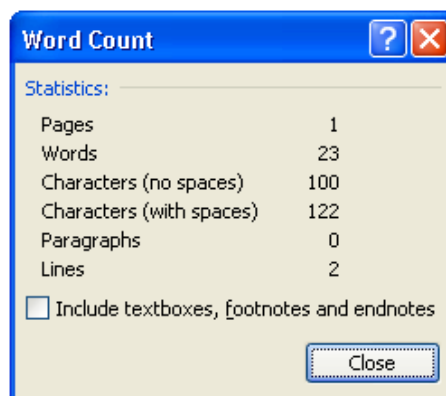 Word Count
Statistics:
Pages 1
Words 23
Characters (no spaces) 100
Characters (with spaces) 122
Paragraphs 0
Lines 2
Include textboxes, footnotes and endnotes
Close